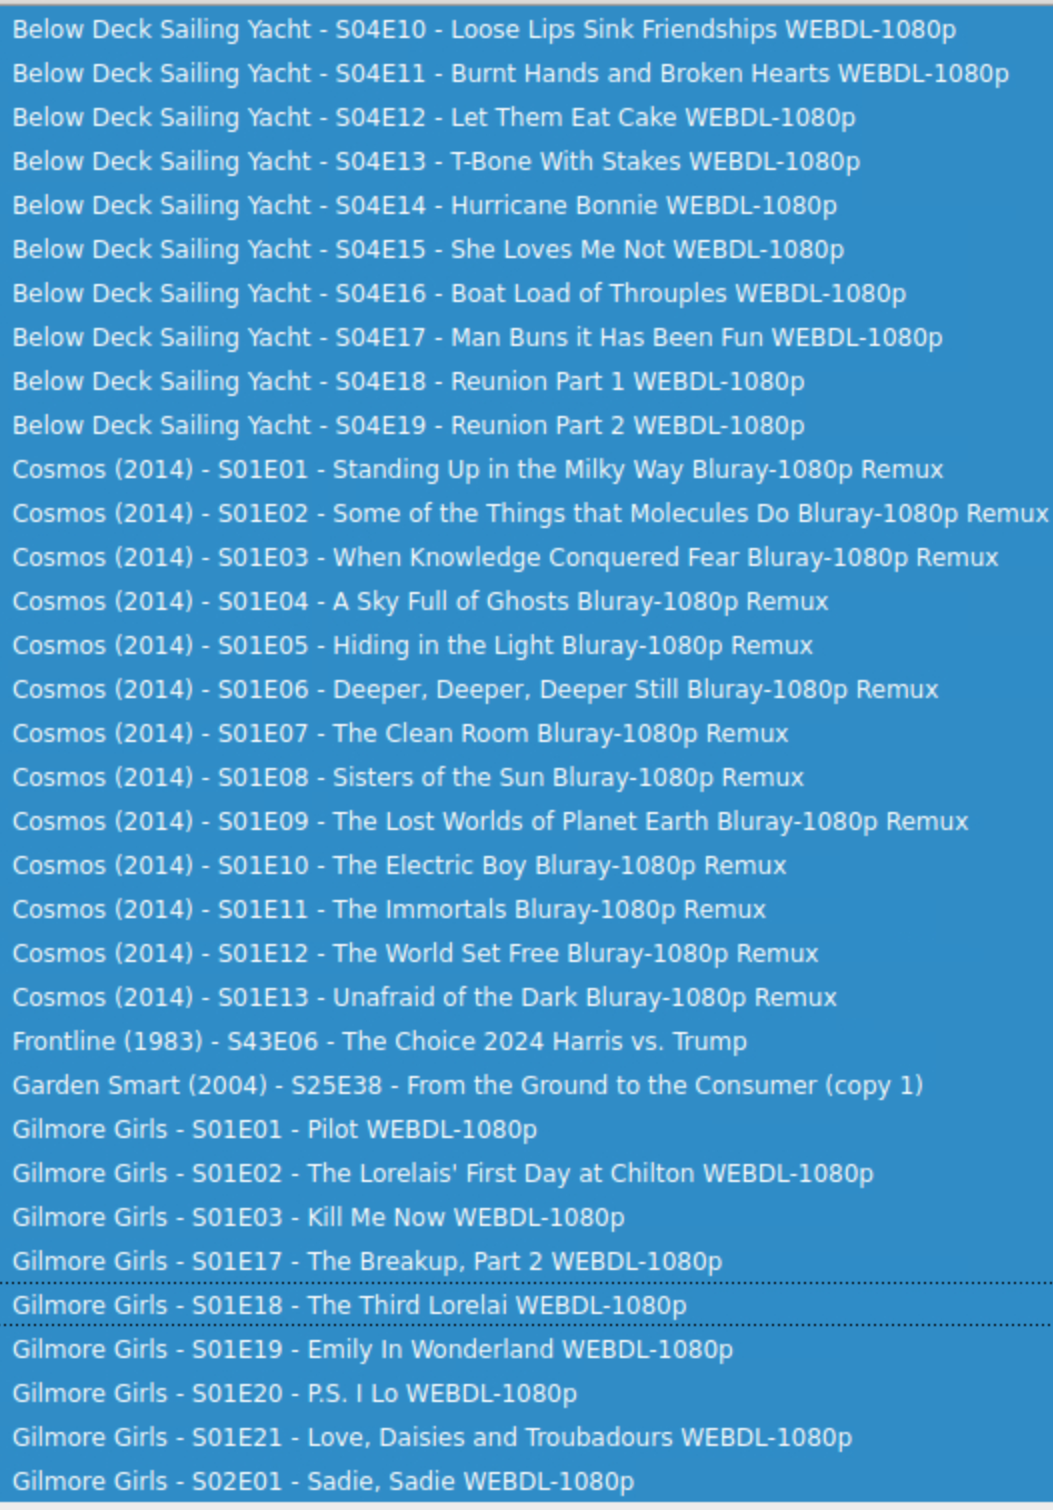 Below Deck Sailing Yacht - S04E10 - Loose Lips Sink Friendships WEBDL-1080p
Below Deck Sailing Yacht - S04E11 - Burnt Hands and Broken Hearts WEBDL-1080p
Below Deck Sailing Yacht - S04E12 - Let Them Eat Cake WEBDL-1080p
Below Deck Sailing Yacht - S04E13 - T-Bone With Stakes WEBDL-1080p
Below Deck Sailing Yacht - S04E14 - Hurricane Bonnie WEBDL-1080p
Below Deck Sailing Yacht - S04E15 - She Loves Me Not WEBDL-1080p
Below Deck Sailing Yacht - S04E16 - Boat Load of Throuples WEBDL-1080p
Below Deck Sailing Yacht - S04E17 - Man Buns it Has Been Fun WEBDL-1080p
Below Deck Sailing Yacht - S04E18 - Reunion Part 1 WEBDL-1080p
Below Deck Sailing Yacht - S04E19 - Reunion Part 2 WEBDL-1080p
Cosmos (2014) - S01E01 - Standing Up in the Milky Way Bluray-1080p Remux
Cosmos (2014) - S01E02 - Some of the Things that Molecules Do Bluray-1080p Remux
Cosmos (2014) - S01E03 - When Knowledge Conquered Fear Bluray-1080p Remux
Cosmos (2014) - S01E04 - A Sky Full of Ghosts Bluray-1080p Remux
Cosmos (2014) - S01E05 - Hiding in the Light Bluray-1080p Remux
Cosmos (2014) - S01E06 - Deeper, Deeper, Deeper Still Bluray-1080p Remux
Cosmos (2014) - S01E07 - The Clean Room Bluray-1080p Remux
Cosmos (2014) - S01E08 - Sisters of the Sun Bluray-1080p Remux
Cosmos (2014) - S01E09 - The Lost Worlds of Planet Earth Bluray-1080p Remux
Cosmos (2014) - S01E10 - The Electric Boy Bluray-1080p Remux
Cosmos (2014) - S01E11 - The Immortals Bluray-1080p Remux
Cosmos (2014) - S01E12 - The World Set Free Bluray-1080p Remux
Cosmos (2014) - S01E13 - Unafraid of the Dark Bluray-1080p Remux
Frontline (1983) - S43E06 - The Choice 2024 Harris vs. Trump
Garden Smart (2004) - S25E38 - From the Ground to the Consumer (copy 1)
Gilmore Girls - S01E01 - Pilot WEBDL-1080p
Gilmore Girls - S01E02 - The Lorelais' First Day at Chilton WEBDL-1080p
Gilmore Girls - S01E03 - Kill Me Now WEBDL-1080p
Gilmore Girls - S01E17 - The Breakup, Part 2 WEBDL-1080p
Gilmore Girls - S01E18 - The Third Lorelai WEBDL-1080p
Gilmore Girls - S01E19 - Emily In Wonderland WEBDL-1080p
Gilmore Girls - S01E20 - P.S. I Lo WEBDL-1080p
Gilmore Girls - S01E21 - Love, Daisies and Troubadours WEBDL-1080p
Gilmore Girls - S02E01 - Sadie, Sadie WEBDL-1080p